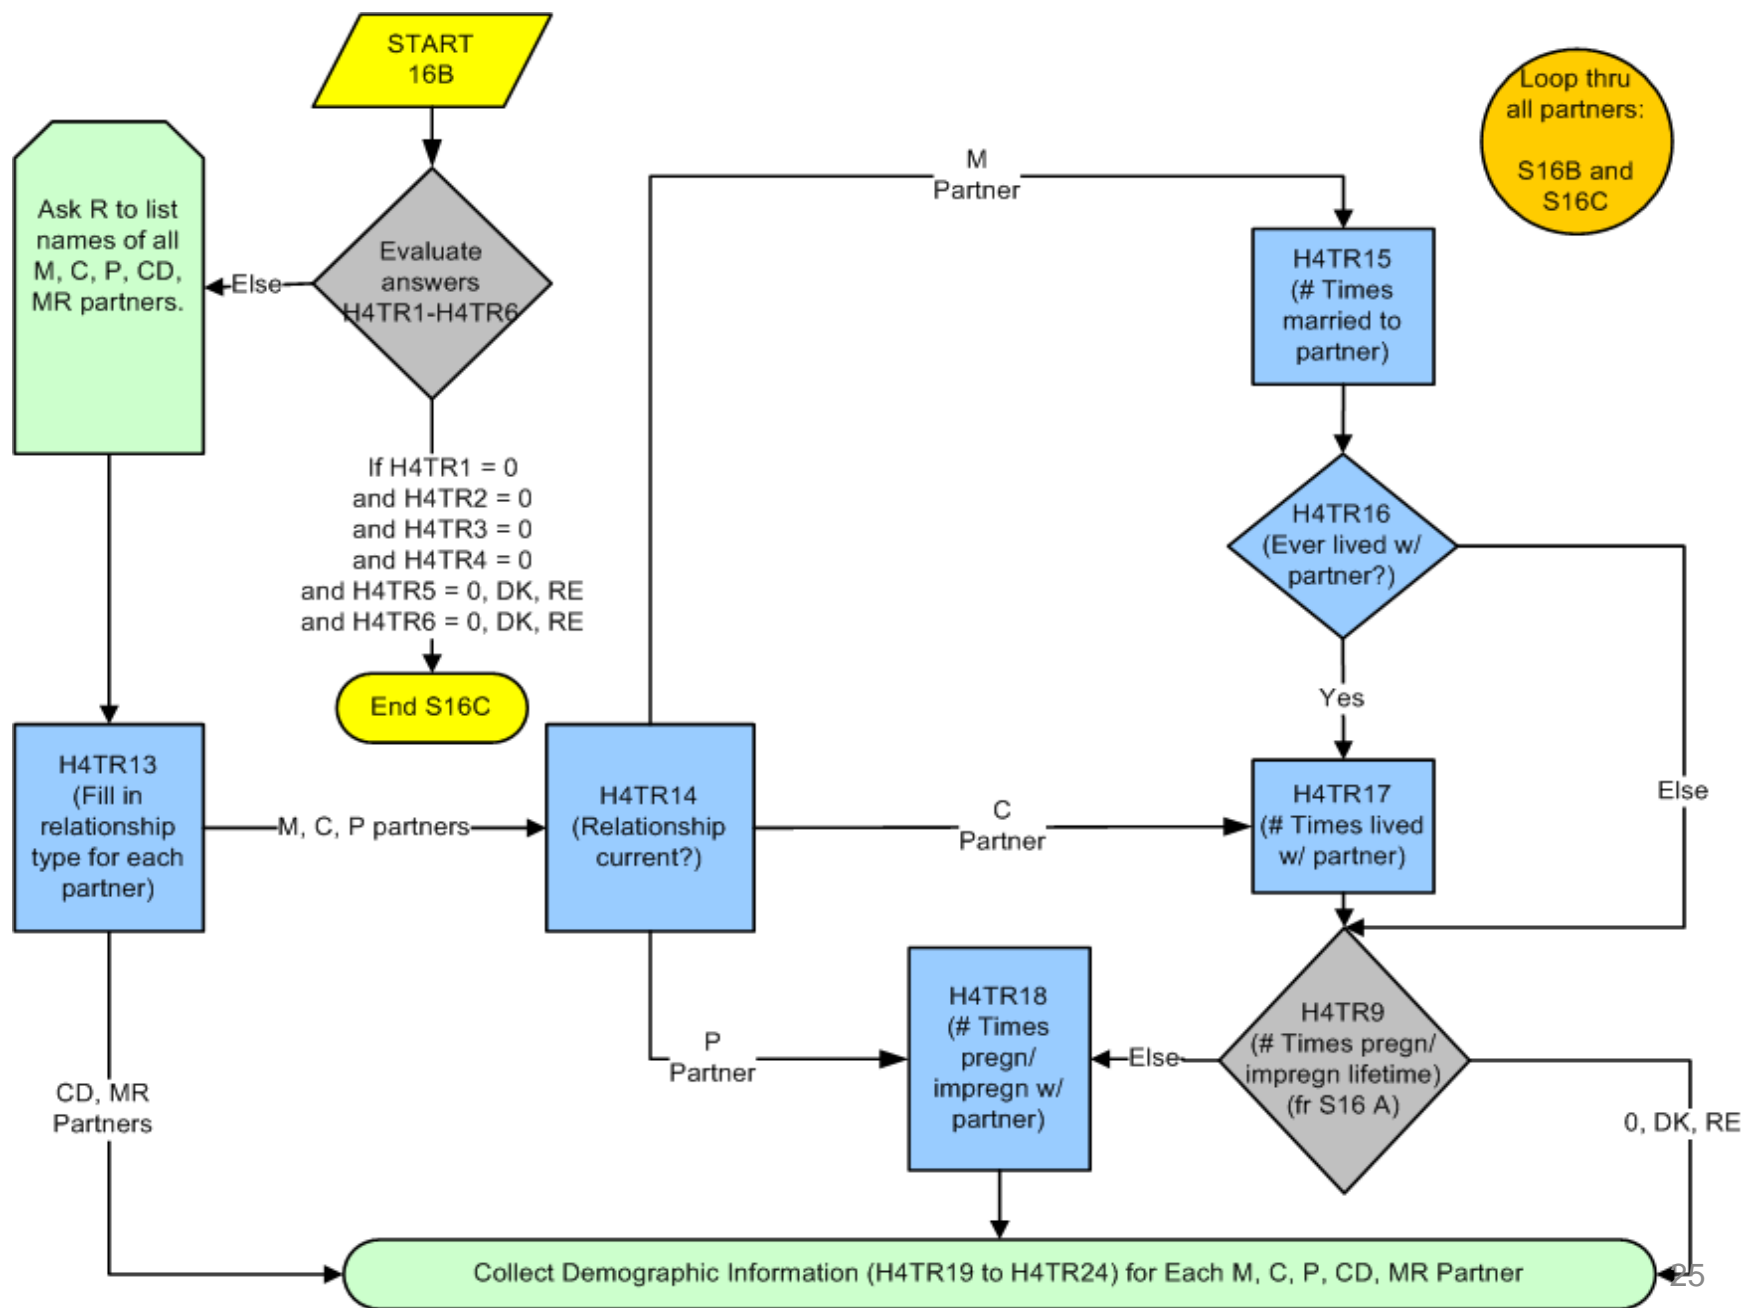 START
16B
Loop thru
all partners:
S16B and
S16C
M
Partner
Ask R to list
names of all
M, C, P, CD,
MR partners.
Else
Evaluate
answers
H4TR1-H4TR6
H4TR15
(# Times
married to
partner)
If H4TR1 = 0
and H4TR2 = 0
and H4TR3 = 0
and H4TR4 = 0
and H4TR5 = 0, DK, RE
and H4TR6 = 0, DK, RE
H4TR16
(Ever lived w/
partner?)
Yes
Else
End S16C
H4TR13
(Fill in
relationship
type for each
partner)
M, C, P partners
H4TR14
(Relationship
current?)
C
Partner
H4TR17
(# Times lived
w/ partner)
P
Partner
H4TR18
(# Times
pregn/
impregn w/
partner)
Else
H4TR9
(# Times pregn/
impregn lifetime)
(fr S16 A)
0, DK, RE
CD, MR
Partners
Collect Demographic Information (H4TR19 to H4TR24) for Each M, C, P, CD, MR Partner
25